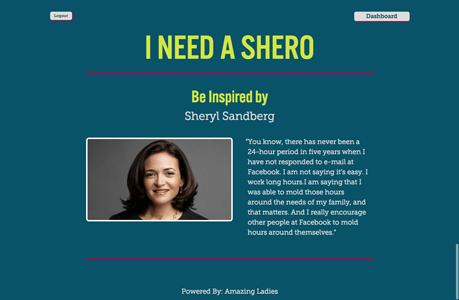 Logout
Dashboard
I NEED A SHERO
Be Inspired by
Sheryl Sandberg
"You know, there has never been a
24-hour period in five years when I
have not responded to e-mail at
Facebook. I am not saying it's easy. I
work long hours.I am saying that I
was able to mold those hours
around the needs of my family, and
that matters. And I really encourage
other people at Facebook to mold
hours around themselves."
Powered By: Amazing Ladies